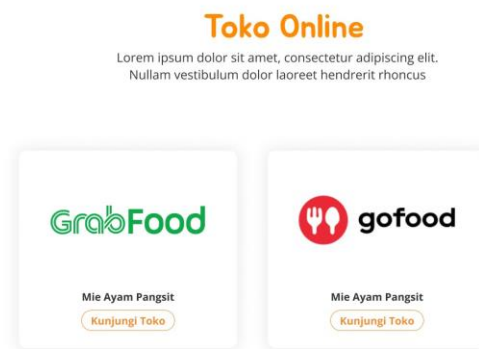 Toko Online
Lorem ipsum dolor sit amet, consectetur adipiscing elit.
Nullam vestibulum dolor laoreet hendrerit rhoncus
GrabFood
gofood
Mie Ayam Pangsit
Mie Ayam Pangsit
Kunjungi Toko
Kunjungi Toko